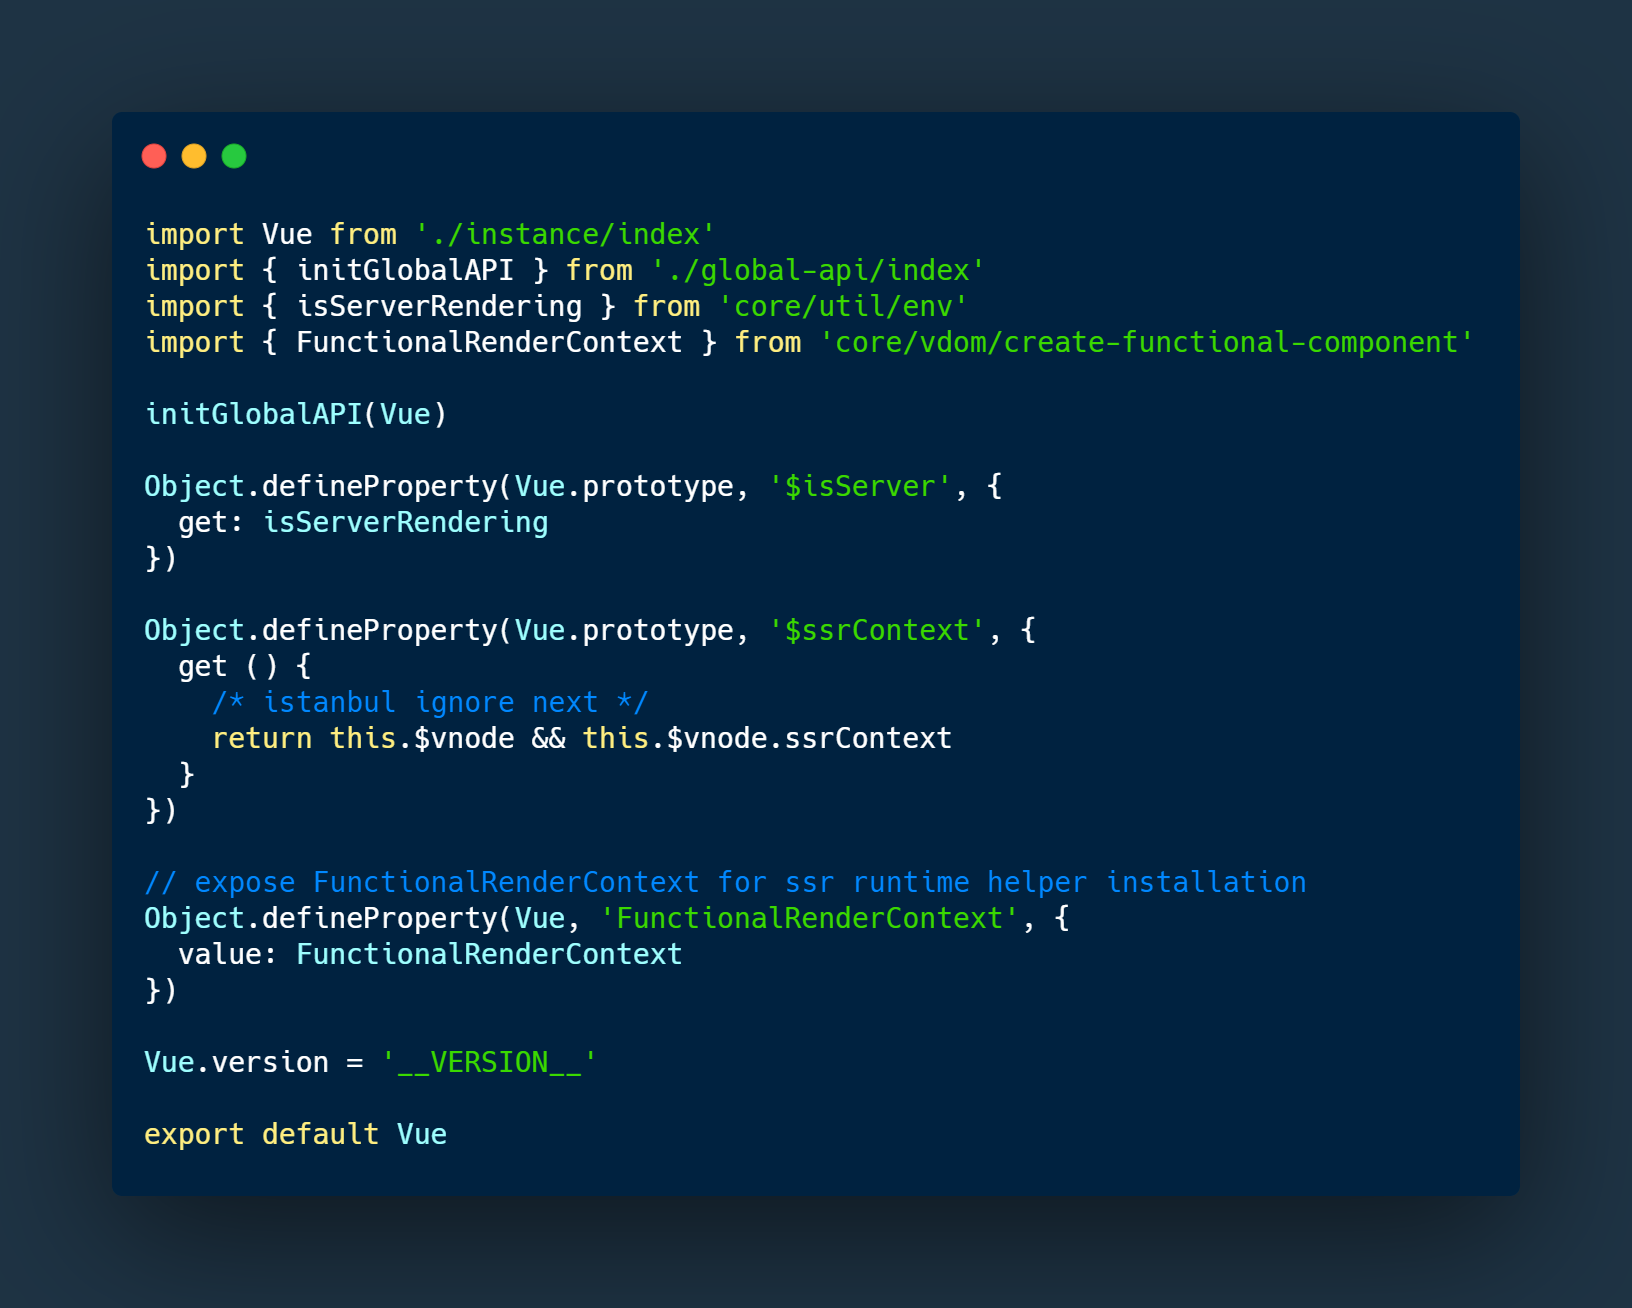 import Vue from './instance/index'
import { initGlobalAPI } from './global-api/index'
import { isServerRendering } from 'core/util/env'
import { FunctionalRenderContext } from 'core/vdom/create-functional-component'

initGlobalAPI(Vue)

Object.defineProperty(Vue.prototype, '$isServer', {
  get: isServerRendering
})

Object.defineProperty(Vue.prototype, '$ssrContext', {
  get () {
    /* istanbul ignore next */
    return this.$vnode && this.$vnode.ssrContext
  }
})

// expose FunctionalRenderContext for ssr runtime helper installation
Object.defineProperty(Vue, 'FunctionalRenderContext', {
  value: FunctionalRenderContext
})

Vue.version = '__VERSION__'

export default Vue